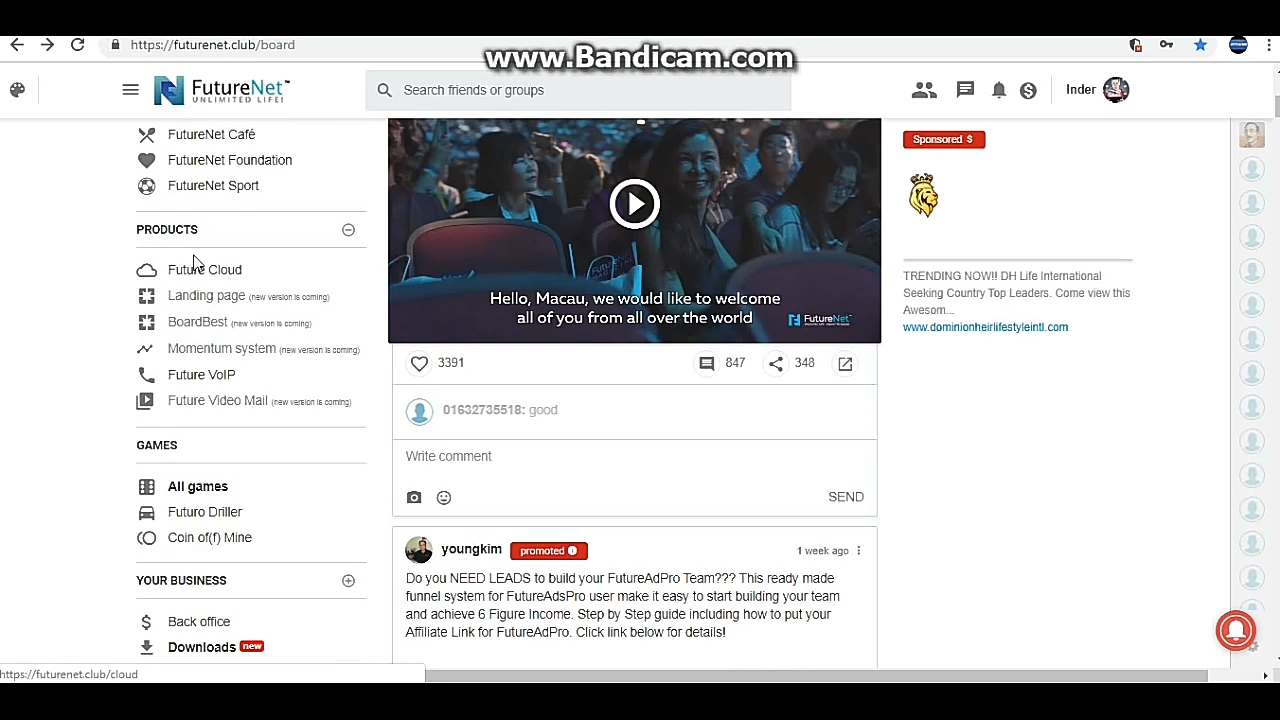 https://futurenet.club/board
www.Bandicam.com
FutureNet™
UNLIMITED LIFE!
Search friends or groups
Inder
FutureNet Café
FutureNet Foundation
FutureNet Sport
PRODUCTS
Future Cloud
Landing page (new version is coming)
BoardBest (new version is coming)
Momentum system (new version is coming)
Future VoIP
Future Video Mail (new version is coming)
GAMES
All games
Futuro Driller
Coin of(f) Mine
YOUR BUSINESS
Back office
Downloads new
https://futurenet.club/cloud
Hello, Macau, we would like to welcome
all of you from all over the world
FutureNet
3391
847
348
01632735518: good
Write comment
SEND
youngkim promoted
1 week ago
Do you NEED LEADS to build your FutureAdPro Team??? This ready made
funnel system for FutureAdsPro user make it easy to start building your team
and achieve 6 Figure Income. Step by Step guide including how to put your
Affiliate Link for FutureAdPro. Click link below for details!
Sponsored $
TRENDING NOW!! DH Life International
Seeking Country Top Leaders. Come view this
Awesom...
www.dominionheirlifestyleintl.com